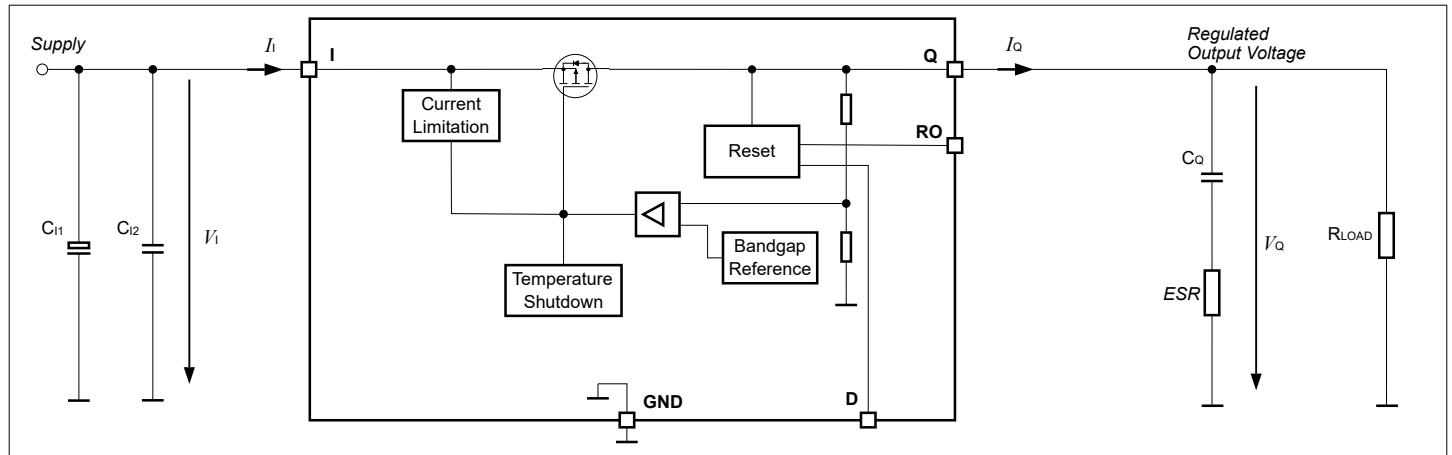 Supply
I_I
I
Q
I_Q
Regulated
Output Voltage
Current
Limitation
RO
Reset
C_Q
C_I1
C_I2
V_I
Bandgap
Reference
V_Q
R_LOAD
Temperature
Shutdown
ESR
GND
D